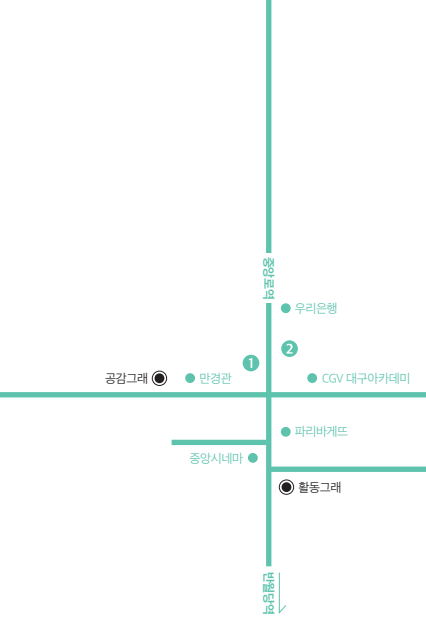 중앙로역
우리은행
2
1
공감그래
만경관
CGV 대구아카데미
파리바게뜨
중앙시네마
활동그래
반월당역